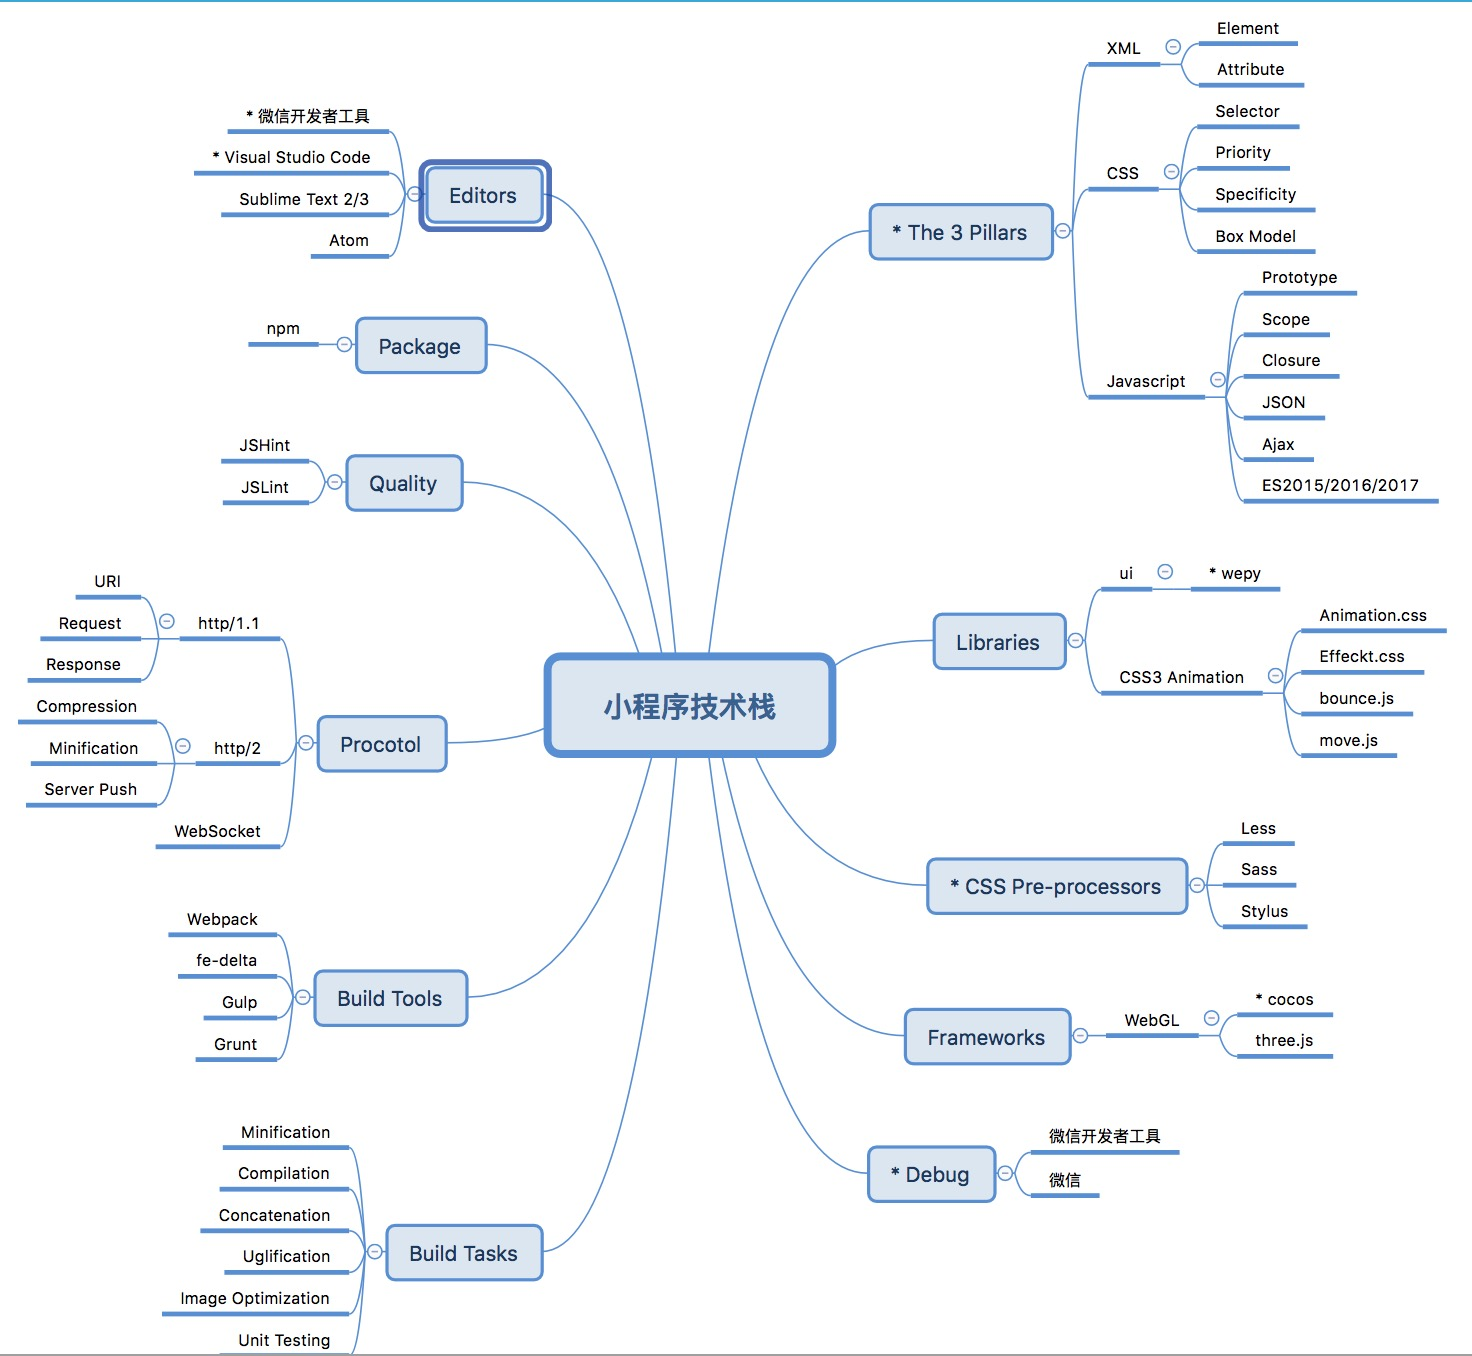 小程序技术栈
* The 3 Pillars
XML
Element
Attribute
CSS
Selector
Priority
Specificity
Box Model
Javascript
Prototype
Scope
Closure
JSON
Ajax
ES2015/2016/2017
Libraries
ui
* wepy
CSS3 Animation
Animation.css
Effeckt.css
bounce.js
move.js
* CSS Pre-processors
Less
Sass
Stylus
Frameworks
WebGL
* cocos
three.js
* Debug
微信开发者工具
微信
Editors
* 微信开发者工具
* Visual Studio Code
Sublime Text 2/3
Atom
Package
npm
Quality
JSHint
JSLint
Procotol
http/1.1
URI
Request
Response
http/2
Compression
Minification
Server Push
WebSocket
Build Tools
Webpack
fe-delta
Gulp
Grunt
Build Tasks
Minification
Compilation
Concatenation
Uglification
Image Optimization
Unit Testing